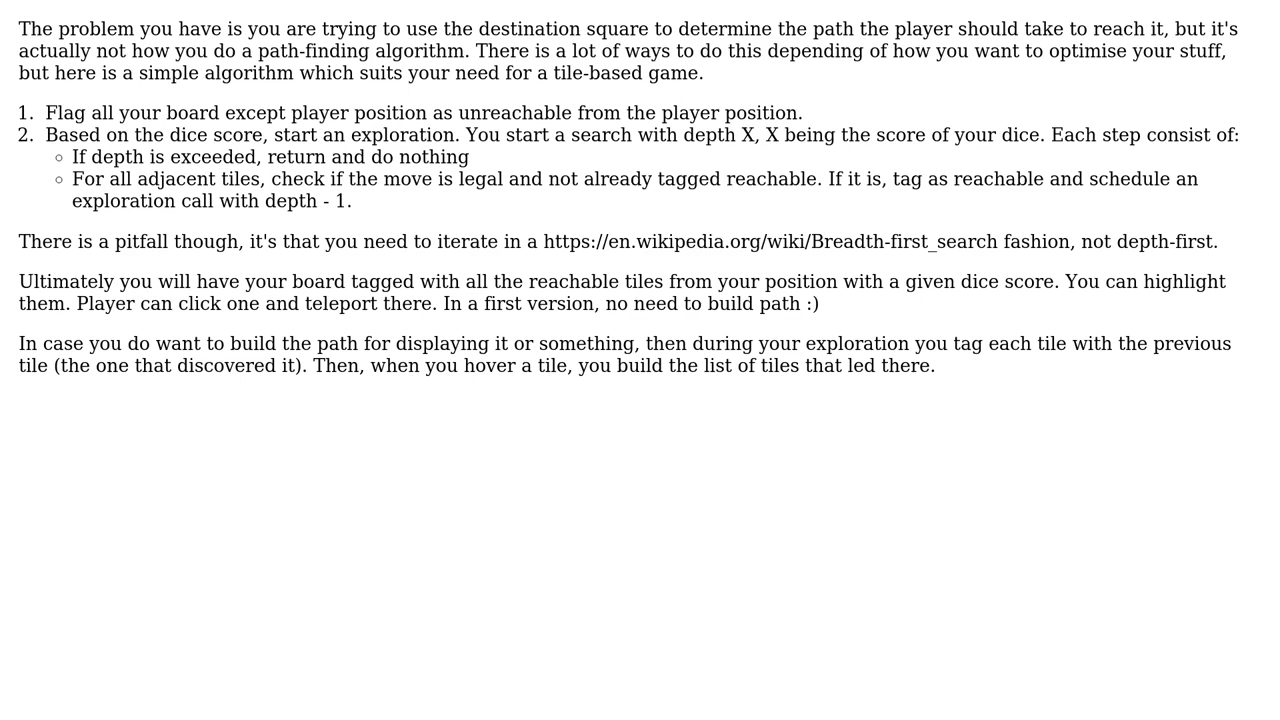 The problem you have is you are trying to use the destination square to determine the path the player should take to reach it, but it's
actually not how you do a path-finding algorithm. There is a lot of ways to do this depending of how you want to optimise your stuff,
but here is a simple algorithm which suits your need for a tile-based game.
1. Flag all your board except player position as unreachable from the player position.
2. Based on the dice score, start an exploration. You start a search with depth X, X being the score of your dice. Each step consist of:
◦ If depth is exceeded, return and do nothing
◦ For all adjacent tiles, check if the move is legal and not already tagged reachable. If it is, tag as reachable and schedule an
exploration call with depth - 1.
There is a pitfall though, it's that you need to iterate in a https://en.wikipedia.org/wiki/Breadth-first_search fashion, not depth-first.
Ultimately you will have your board tagged with all the reachable tiles from your position with a given dice score. You can highlight
them. Player can click one and teleport there. In a first version, no need to build path :)
In case you do want to build the path for displaying it or something, then during your exploration you tag each tile with the previous
tile (the one that discovered it). Then, when you hover a tile, you build the list of tiles that led there.